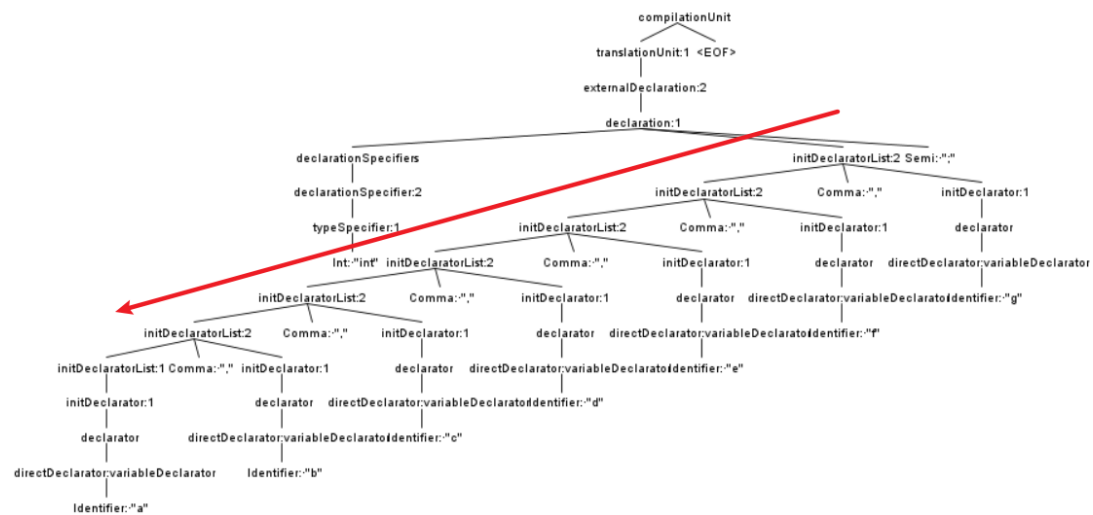 compilationUnit
translationUnit:1 <EOF>
externalDeclaration:2
declaration:1
declarationSpecifiers initDeclaratorList:2 Semi:·";"
declarationSpecifier:2 initDeclaratorList:2 Comma:·"," initDeclarator:1
typeSpecifier:1 initDeclaratorList:2 Comma:·"," initDeclarator:1 declarator
Int:·"int" initDeclaratorList:2 Comma:·"," initDeclarator:1 declarator directDeclarator:variableDeclarator
initDeclaratorList:2 Comma:·"," initDeclarator:1 declarator directDeclarator:variableDeclarator Identifier:·"g"
initDeclaratorList:2 Comma:·"," initDeclarator:1 declarator directDeclarator:variableDeclarator Identifier:·"f"
initDeclaratorList:1 Comma:·"," initDeclarator:1 declarator directDeclarator:variableDeclarator Identifier:·"e"
initDeclarator:1 declarator directDeclarator:variableDeclarator Identifier:·"d"
declarator directDeclarator:variableDeclarator Identifier:·"c"
directDeclarator:variableDeclarator Identifier:·"b"
Identifier:·"a"